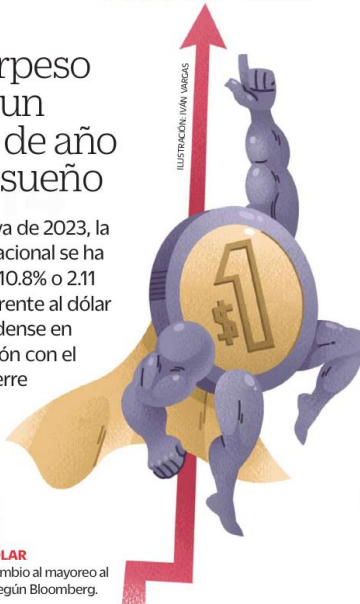 rpeso
un
de año
sueño
ILUSTRACIÓN: IVÁN VARGAS
va de 2023, la
acional se ha
10.8% o 2.11
rente al dólar
dense en
ón con el
erre
$1
LAR
mbio al mayoreo al
egún Bloomberg.